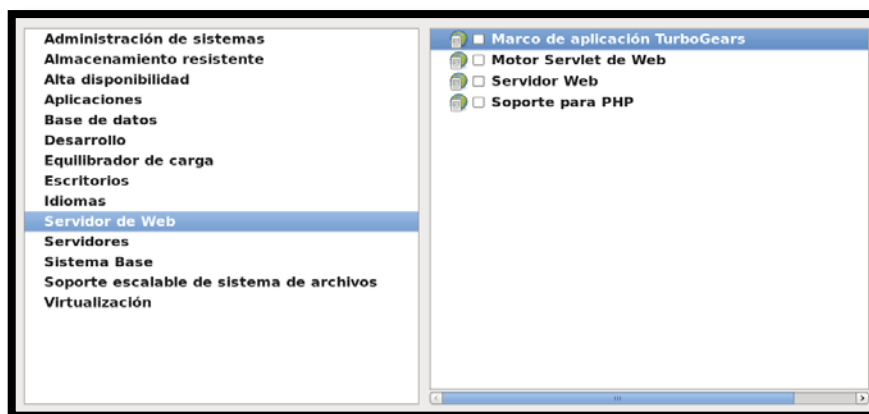 Administración de sistemas
Almacenamiento resistente
Alta disponibilidad
Aplicaciones
Base de datos
Desarrollo
Equilibrador de carga
Escritorios
Idiomas
Servidor de Web
Servidores
Sistema Base
Soporte escalable de sistema de archivos
Virtualización
Marco de aplicación TurboGears
Motor Servlet de Web
Servidor Web
Soporte para PHP